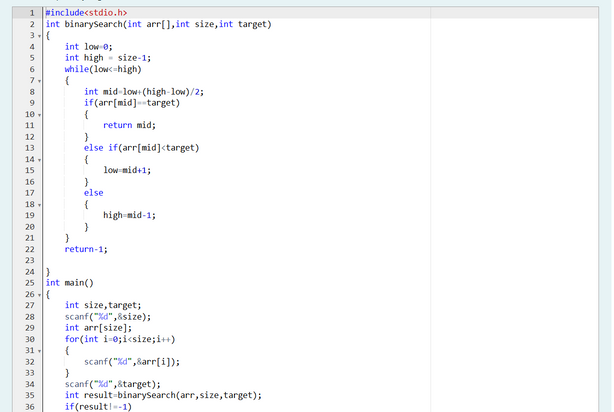 1 #include<stdio.h>
2 int binarySearch(int arr[],int size,int target)
3 {
4 int low=0;
5 int high = size-1;
6 while(low<=high)
7 {
8 int mid=low+(high-low)/2;
9 if(arr[mid]==target)
10 {
11 return mid;
12 }
13 else if(arr[mid]<target)
14 {
15 low=mid+1;
16 }
17 else
18 {
19 high=mid-1;
20 }
21 }
22 return-1;
23
24 }
25 int main()
26 {
27 int size,target;
28 scanf("%d",&size);
29 int arr[size];
30 for(int i=0;i<size;i++)
31 {
32 scanf("%d",&arr[i]);
33 }
34 scanf("%d",&target);
35 int result=binarySearch(arr,size,target);
36 if(result!=-1)